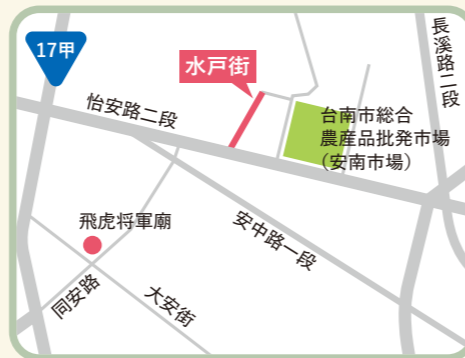 17甲
水戸街
長溪路二段
怡安路二段
台南市総合
農産品批発市場
（安南市場）
飛虎将軍廟
安中路一段
同安路
大安街